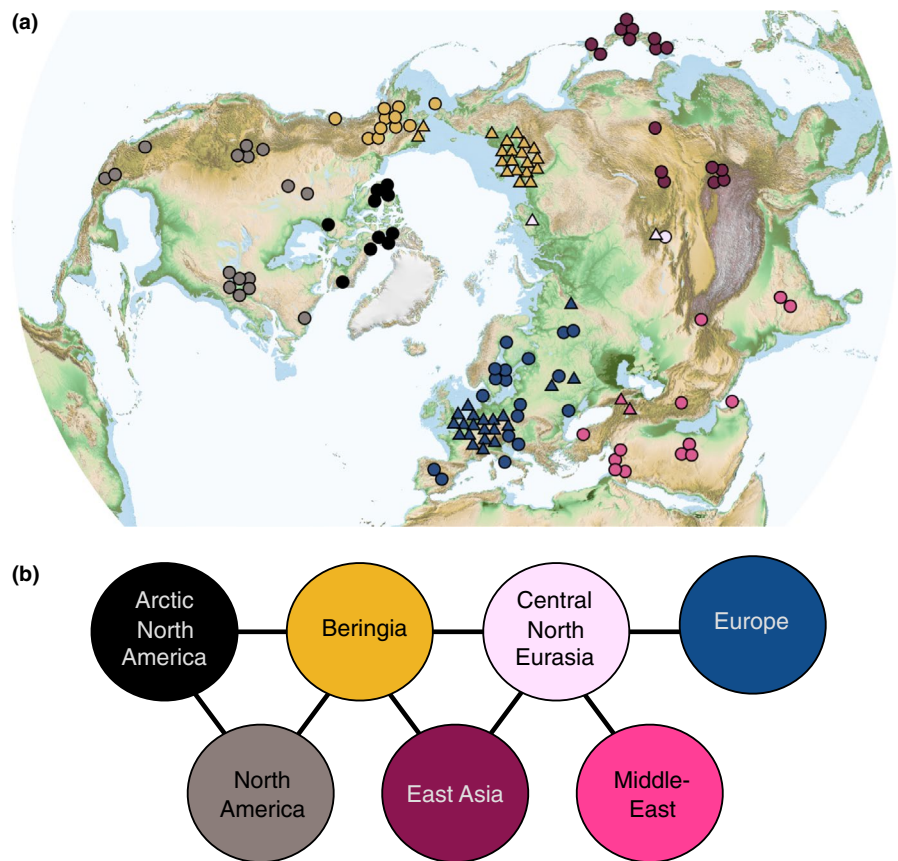 (a)
(b)
Arctic
North
America
Beringia
Central
North
Eurasia
Europe
North
America
East Asia
Middle-
East